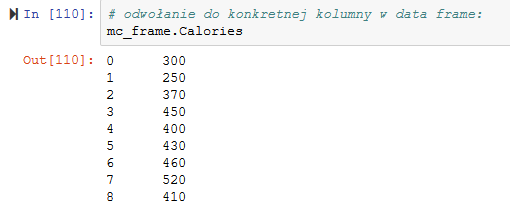 In [110]: # odwołanie do konkretnej kolumny w data frame:
mc_frame.Calories
Out[110]: 0 300
1 250
2 370
3 450
4 400
5 430
6 460
7 520
8 410